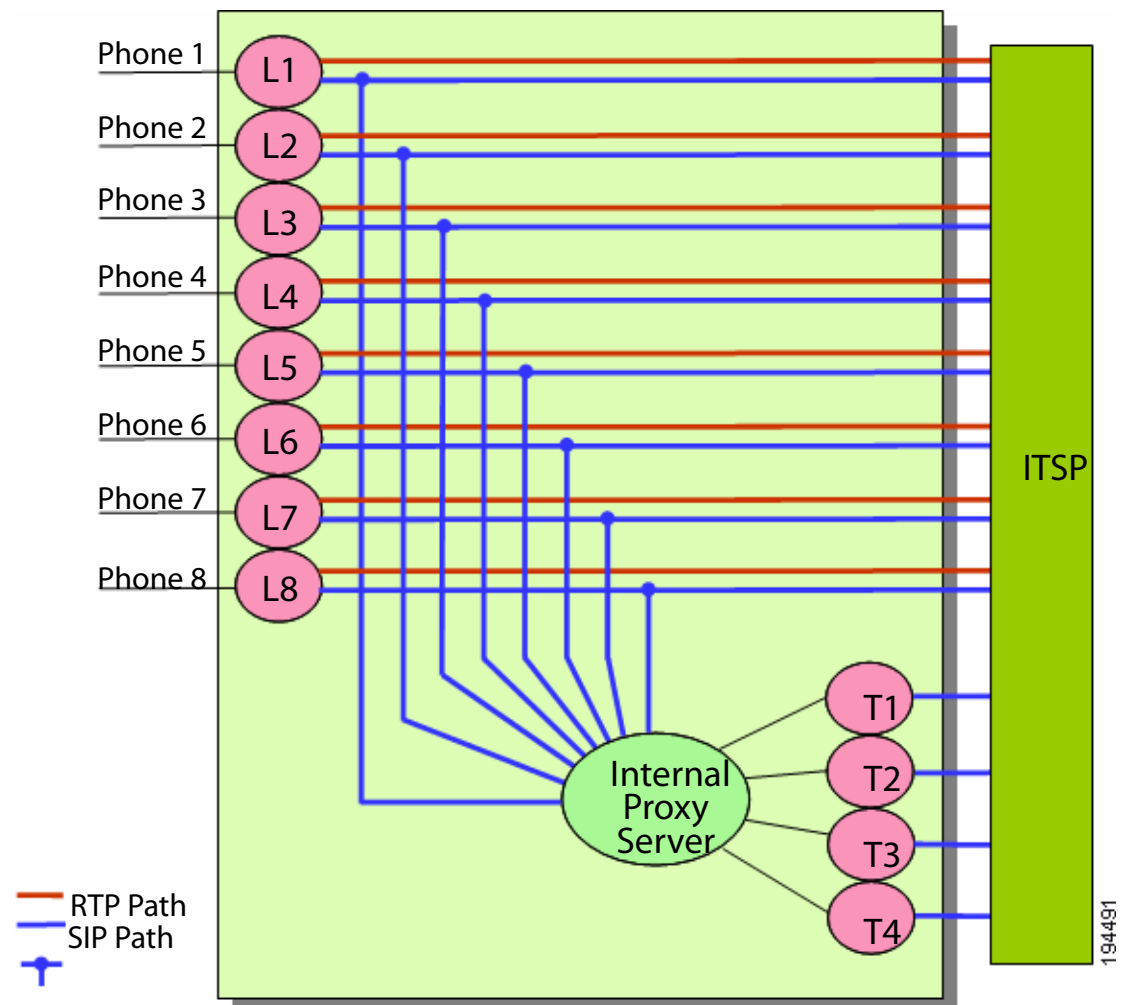 Phone 1
L1
Phone 2
L2
Phone 3
L3
Phone 4
L4
Phone 5
L5
Phone 6
L6
Phone 7
L7
Phone 8
L8
ITSP
T1
T2
T3
T4
Internal
Proxy
Server
RTP Path
SIP Path
194491